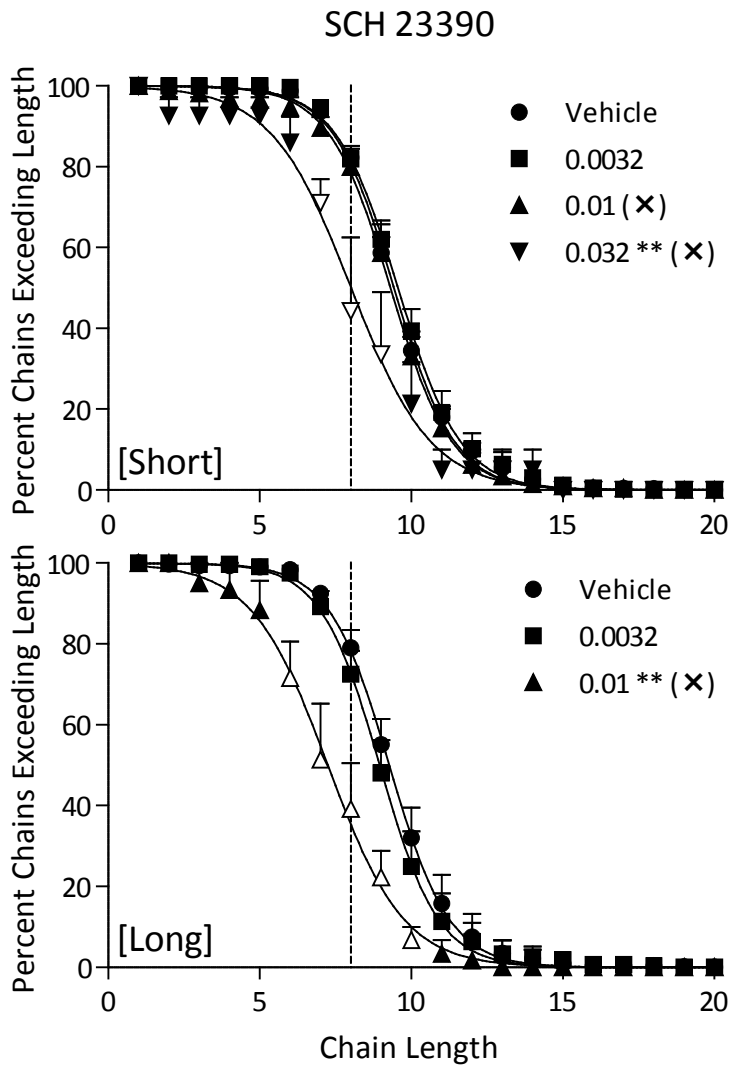 SCH 23390
Percent Chains Exceeding Length
100
80
60
40
20
0
0 5 10 15 20
[Short]
Vehicle
0.0032
0.01 (×)
0.032 ** (×)
Percent Chains Exceeding Length
100
80
60
40
20
0
0 5 10 15 20
[Long]
Vehicle
0.0032
0.01 ** (×)
Chain Length